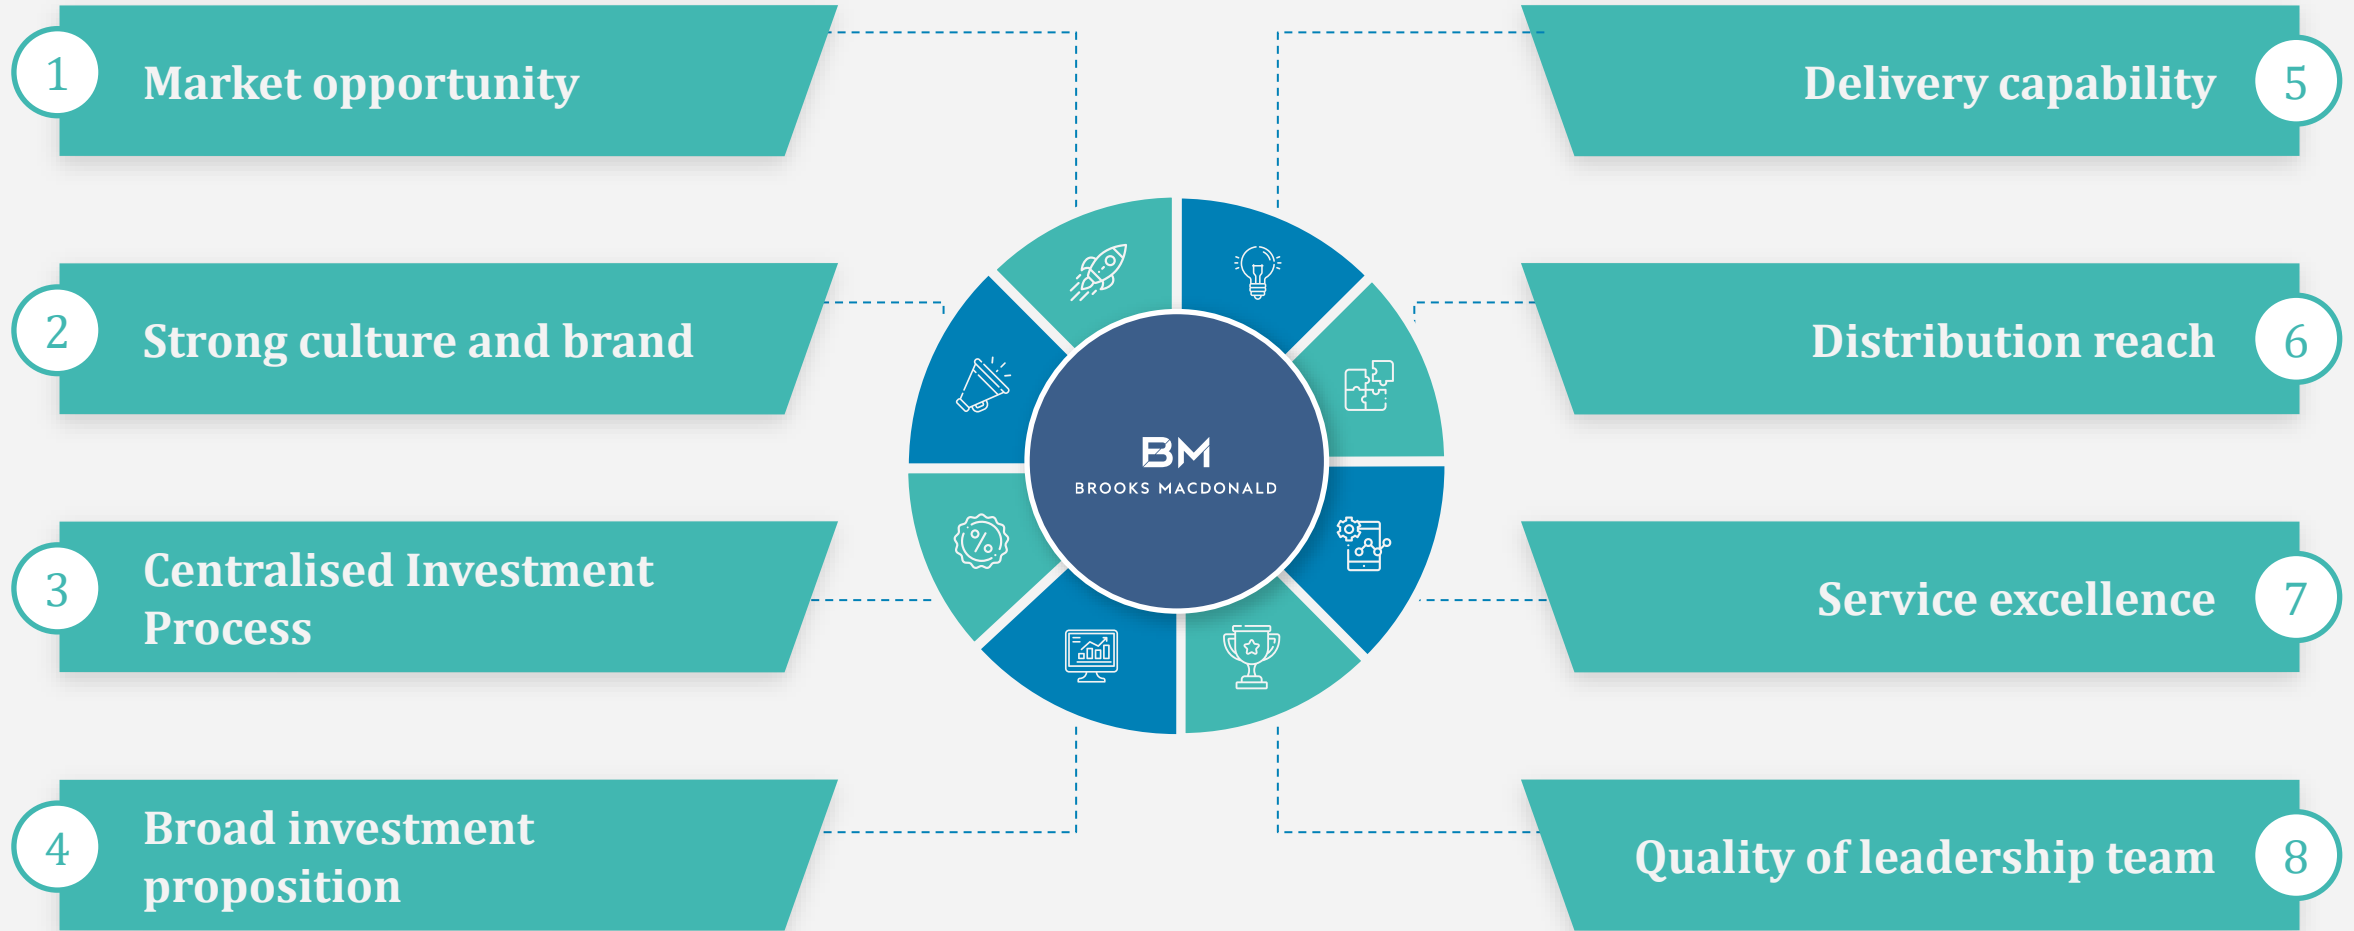 1
Market opportunity
2
Strong culture and brand
3
Centralised Investment
Process
4
Broad investment
proposition
BM
BROOKS MACDONALD
%
Delivery capability
5
Distribution reach
6
Service excellence
7
Quality of leadership team
8